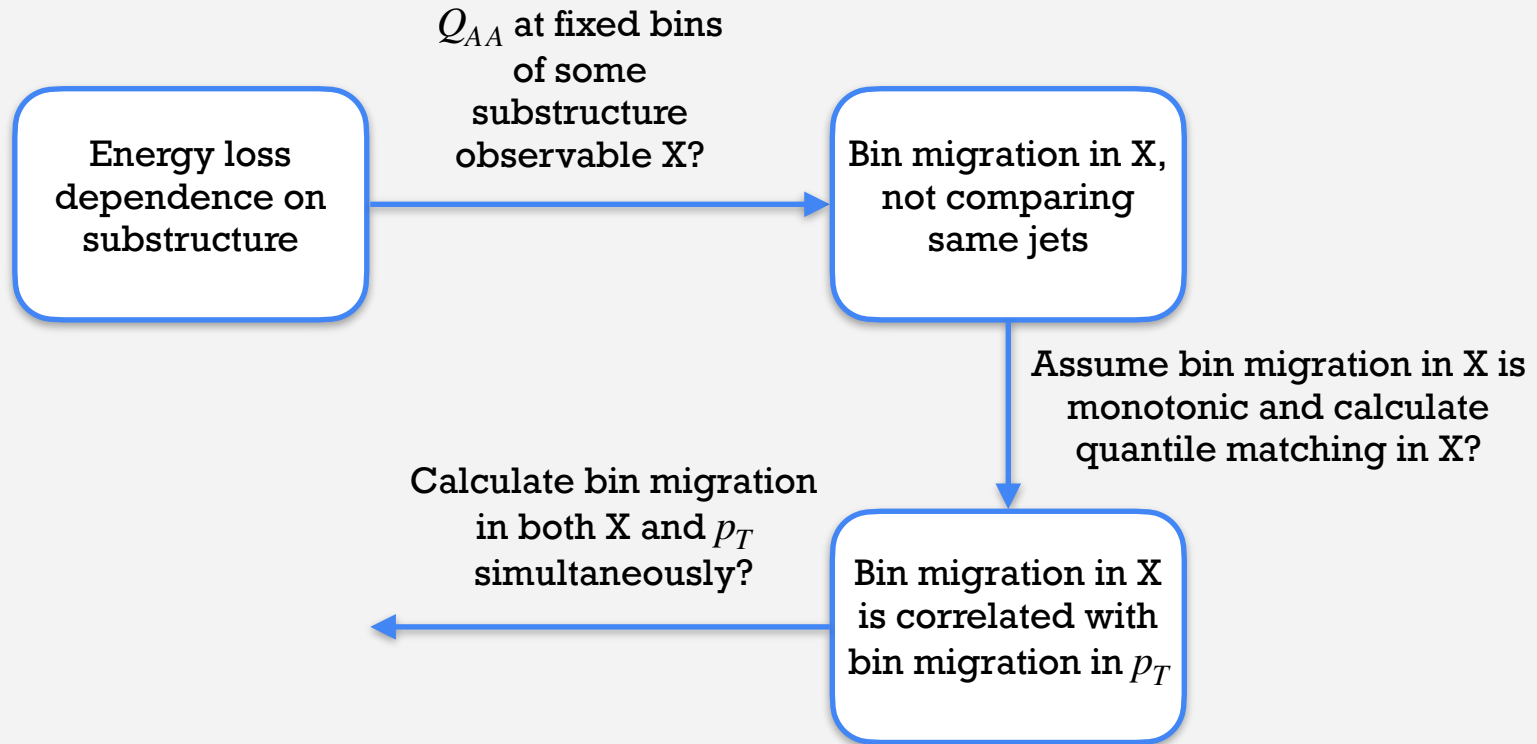 Energy loss
dependence on
substructure
Q_{AA} at fixed bins
of some
substructure
observable X?
Bin migration in X,
not comparing
same jets
Assume bin migration in X is
monotonic and calculate
quantile matching in X?
Bin migration in X
is correlated with
bin migration in p_T
Calculate bin migration
in both X and p_T
simultaneously?